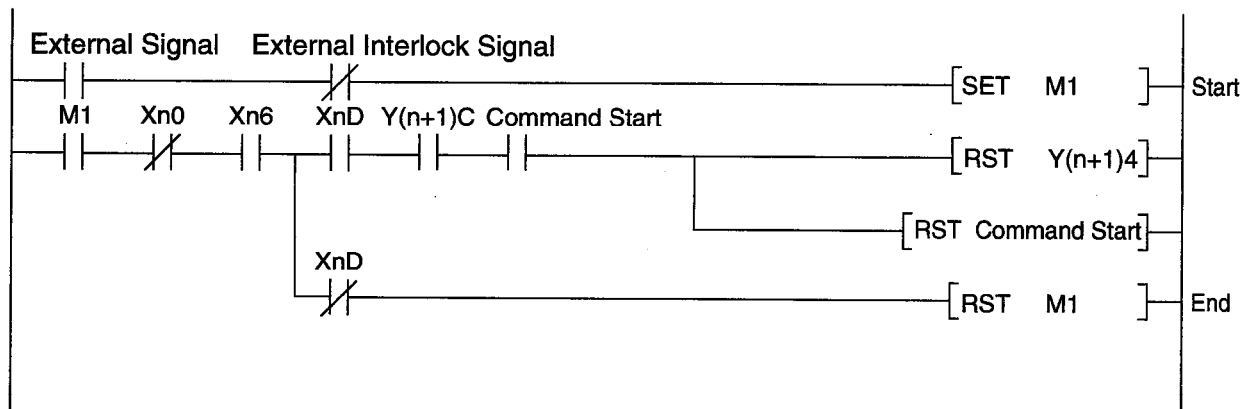 External Signal External Interlock Signal
SET M1 Start
M1 Xn0 Xn6 XnD Y(n+1)C Command Start
RST Y(n+1)4
RST Command Start
XnD
RST M1 End